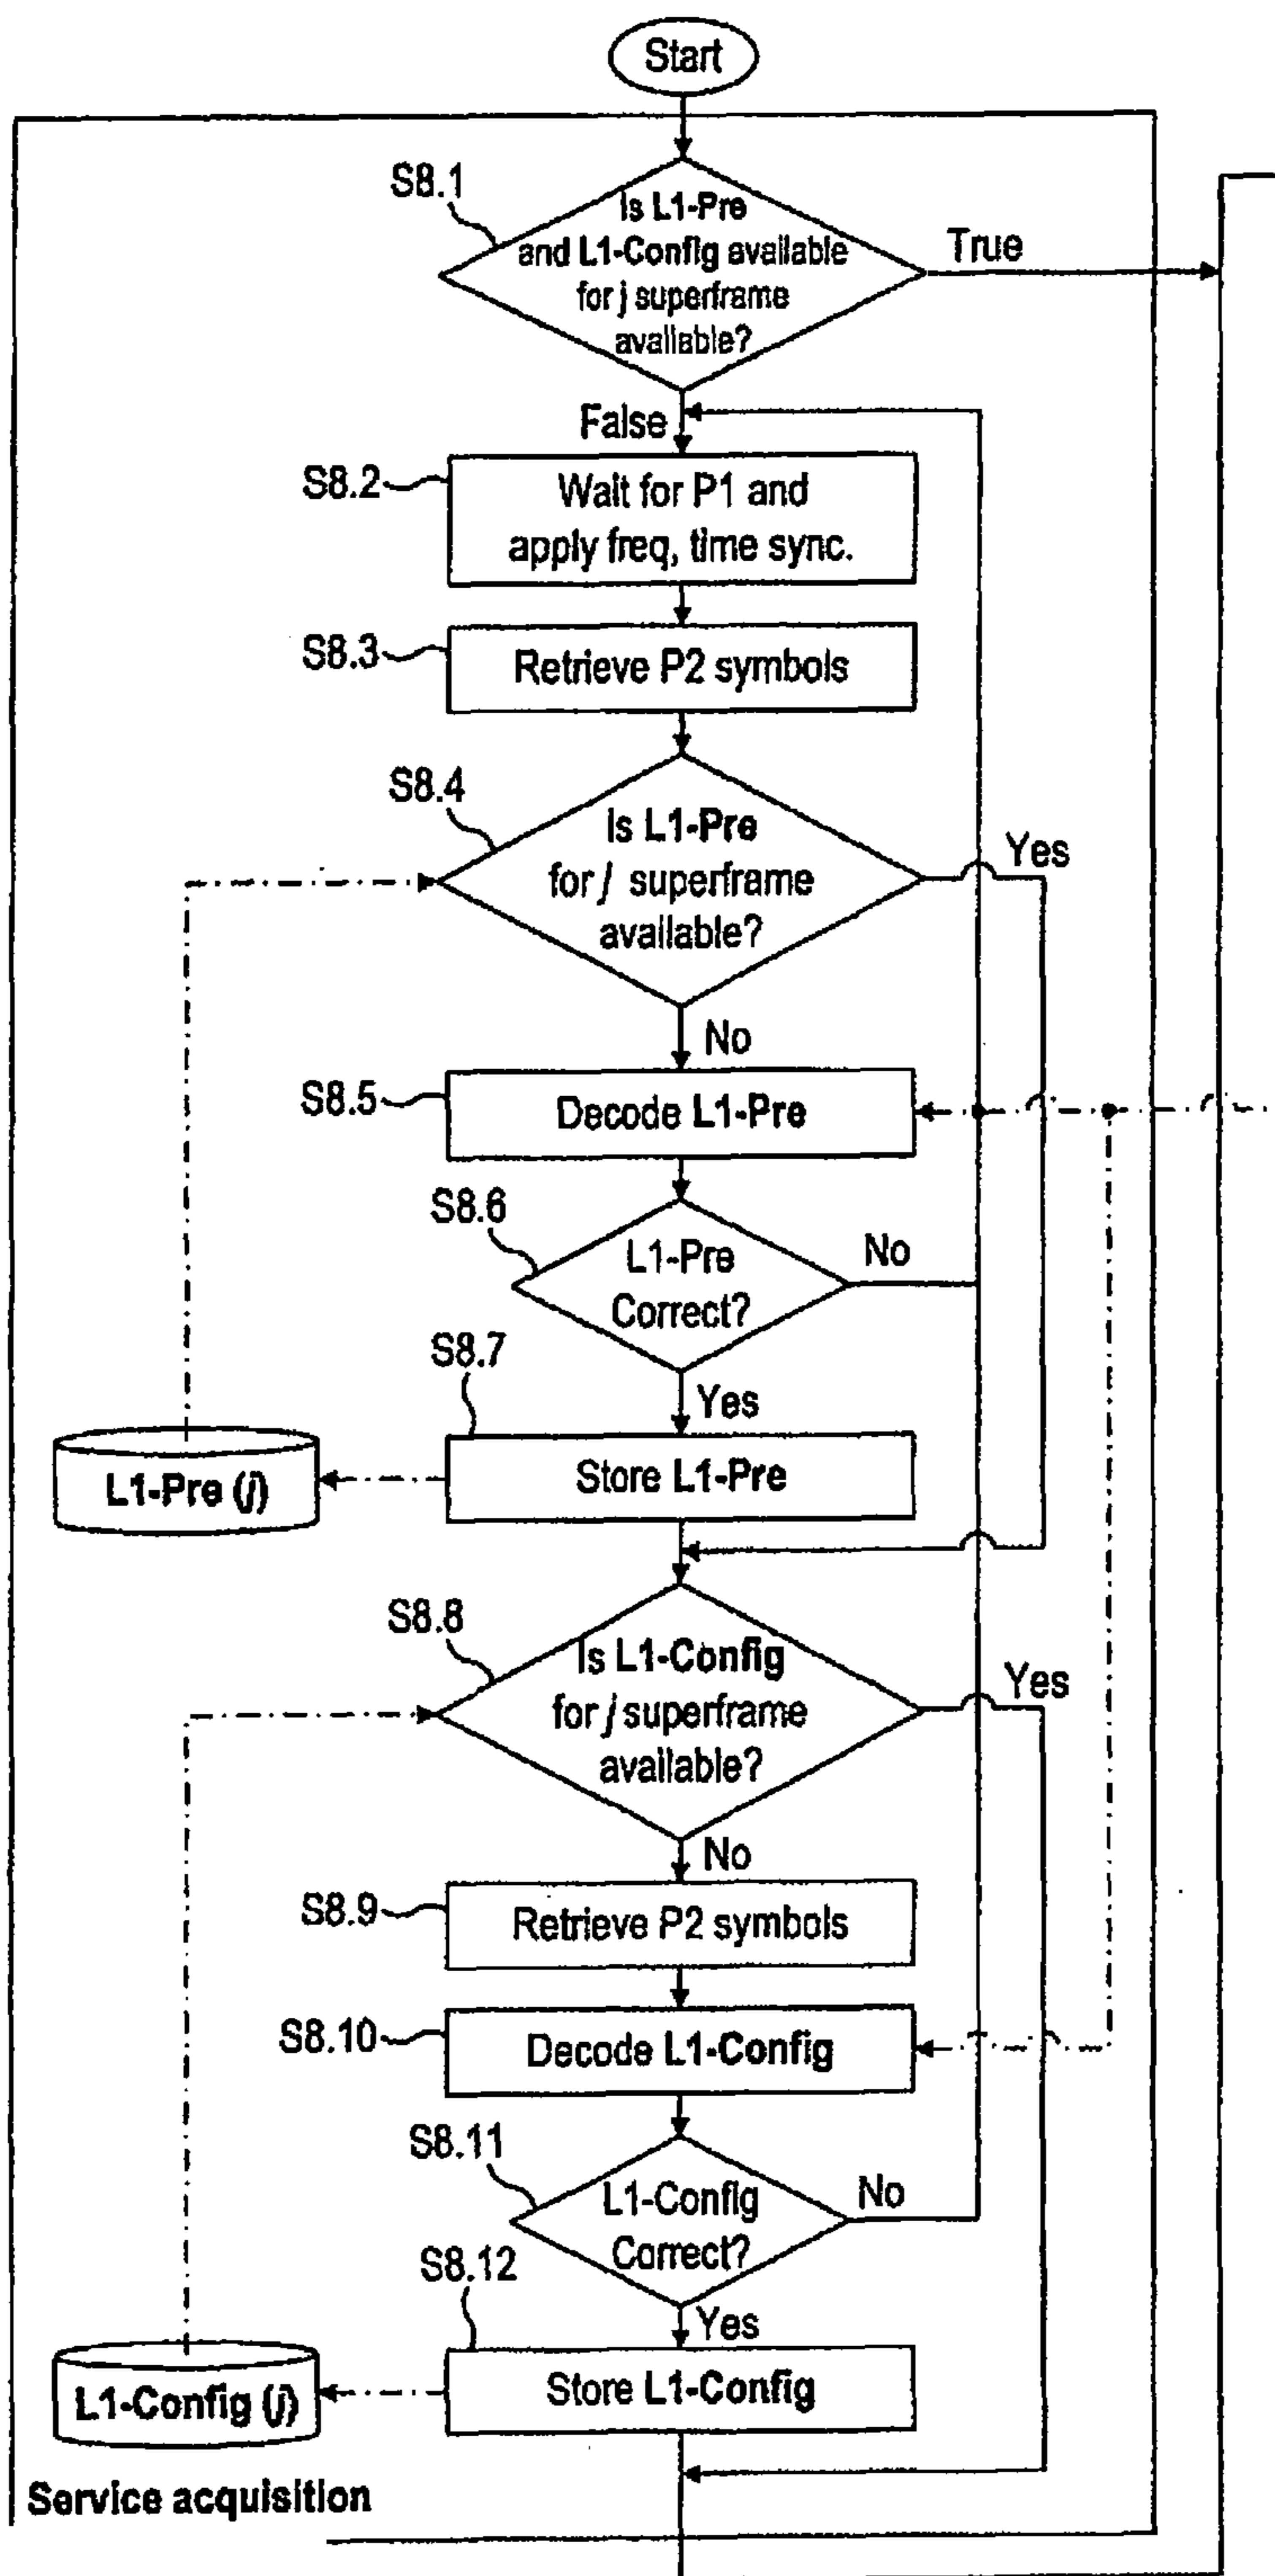 Start
S8.1
Is L1-Pre
and L1-Config available
for j superframe
available?
True
False
S8.2
Wait for P1 and
apply freq, time sync.
S8.3
Retrieve P2 symbols
S8.4
Is L1-Pre
for j superframe
available?
Yes
No
S8.5
Decode L1-Pre
S8.6
L1-Pre
Correct?
No
S8.7
Yes
Store L1-Pre
L1-Pre (j)
S8.8
Is L1-Config
for j superframe
available?
Yes
No
S8.9
Retrieve P2 symbols
S8.10
Decode L1-Config
S8.11
L1-Config
Correct?
No
S8.12
Yes
Store L1-Config
L1-Config (j)
Service acquisition